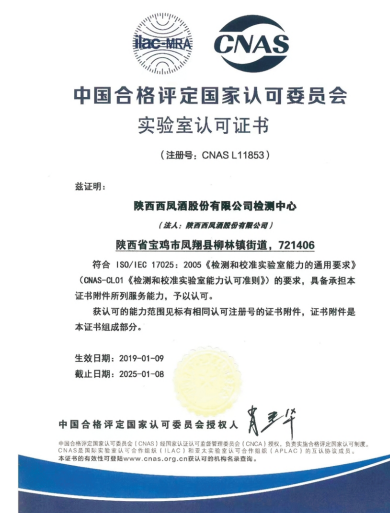 ilac-MRA
CNAS
中国合格评定国家认可委员会
实验室认可证书
（注册号：CNAS L11853）
兹证明：
陕西西凤酒股份有限公司检测中心
（法人：陕西西凤酒股份有限公司）
陕西省宝鸡市凤翔县柳林镇街道，721406
符合 ISO/IEC 17025：2005《检测和校准实验室能力的通用要求》
（CNAS-CL01《检测和校准实验室能力认可准则》）的要求，具备承担本
证书附件所列服务能力，予以认可。
获认可的能力范围见标有相同认可注册号的证书附件，证书附件是
本证书组成部分。
生效日期：2019-01-09
截止日期：2025-01-08
中国合格评定国家认可委员会授权人
中国合格评定国家认可委员会（CNAS）经国家认证认可监督管理委员会（CNCA）授权，负责实施合格评定国家认可制度。
CNAS是国际实验室认可合作组织（ILAC）和亚太实验室认可合作组织（APLAC）的互认协议成员。
本证书的有效性可登陆www.cnas.org.cn获认可的机构名录查询。